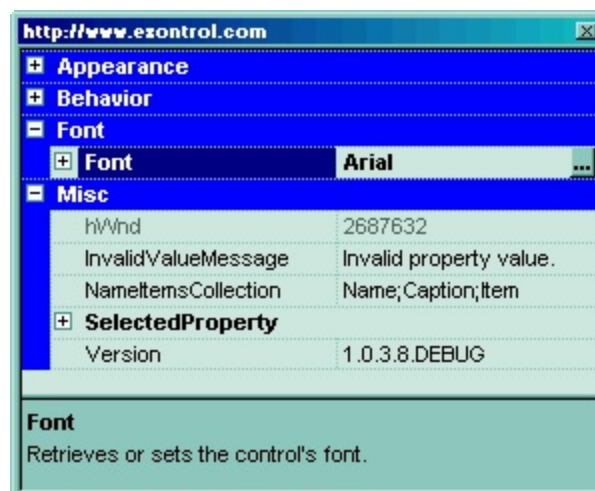 http://www.exontrol.com
Appearance
Behavior
Font
Font Arial ...
Misc
hWnd 2687632
InvalidValueMessage Invalid property value.
NameItemsCollection Name;Caption;Item
SelectedProperty
Version 1.0.3.8.DEBUG
Font
Retrieves or sets the control's font.